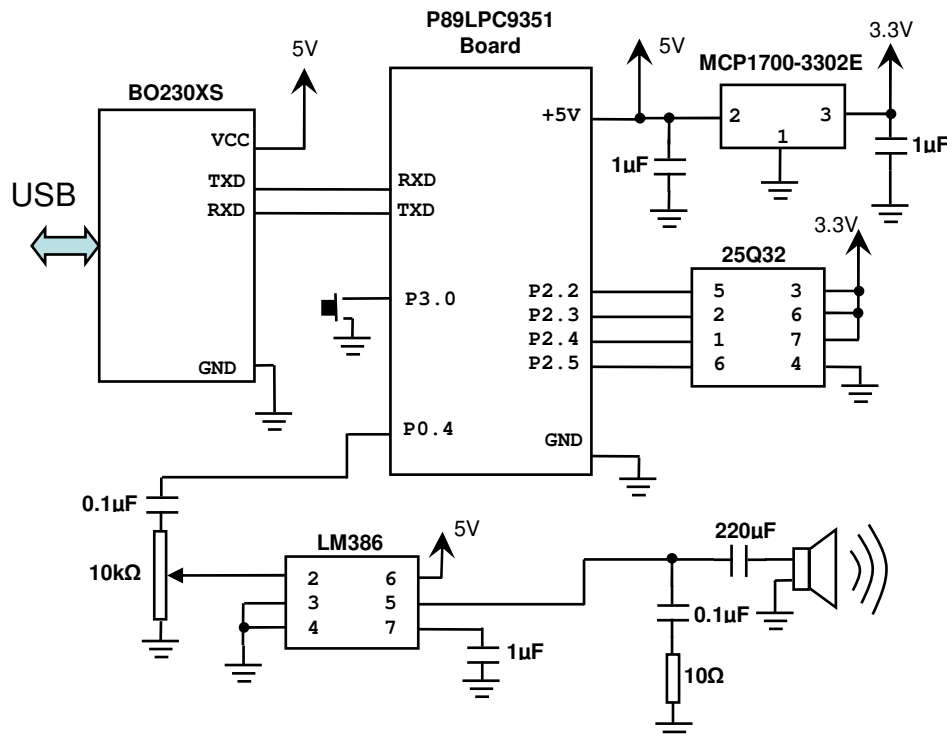 P89LPC9351
Board
5V
BO230XS
VCC
TXD
RXD
GND
USB
+5V
RXD
TXD
P3.0
P0.4
P2.2
P2.3
P2.4
P2.5
GND
5V
MCP1700-3302E
2
3
1
3.3V
1µF
1µF
3.3V
25Q32
5
3
2
6
1
7
6
4
0.1µF
10kΩ
LM386
5V
2
6
3
5
4
7
1µF
220µF
0.1µF
10Ω